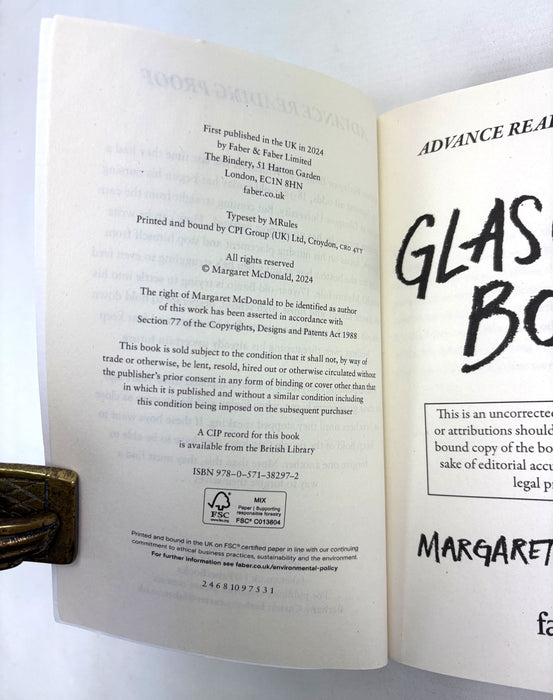 First published in the UK in 2024
by Faber & Faber Limited
The Bindery, 51 Hatton Garden
London, EC1N 8HN
faber.co.uk
Typeset by MRules
Printed and bound by CPI Group (UK) Ltd, Croydon, CR0 4YY
All rights reserved
© Margaret McDonald, 2024
The right of Margaret McDonald to be identified as author
of this work has been asserted in accordance with
Section 77 of the Copyrights, Designs and Patents Act 1988
This book is sold subject to the condition that it shall not, by way of
trade or otherwise, be lent, resold, hired out or otherwise circulated without
the publisher's prior consent in any form of binding or cover other than that
in which it is published and without a similar condition including
this condition being imposed on the subsequent purchaser
A CIP record for this book
is available from the British Library
ISBN 978–0–571–38297–2
FSC
www.fsc.org
MIX
Paper | Supporting
responsible forestry
FSC® C013604
Printed and bound in the UK on FSC® certified paper in line with our continuing
commitment to ethical business practices, sustainability and the environment.
For further information see faber.co.uk/environmental-policy
2 4 6 8 10 9 7 5 3 1
ADVANCE REA
GLAS
BO
This is an uncorrected
or attributions should
bound copy of the bo
sake of editorial accu
legal p
MARGARET
fa